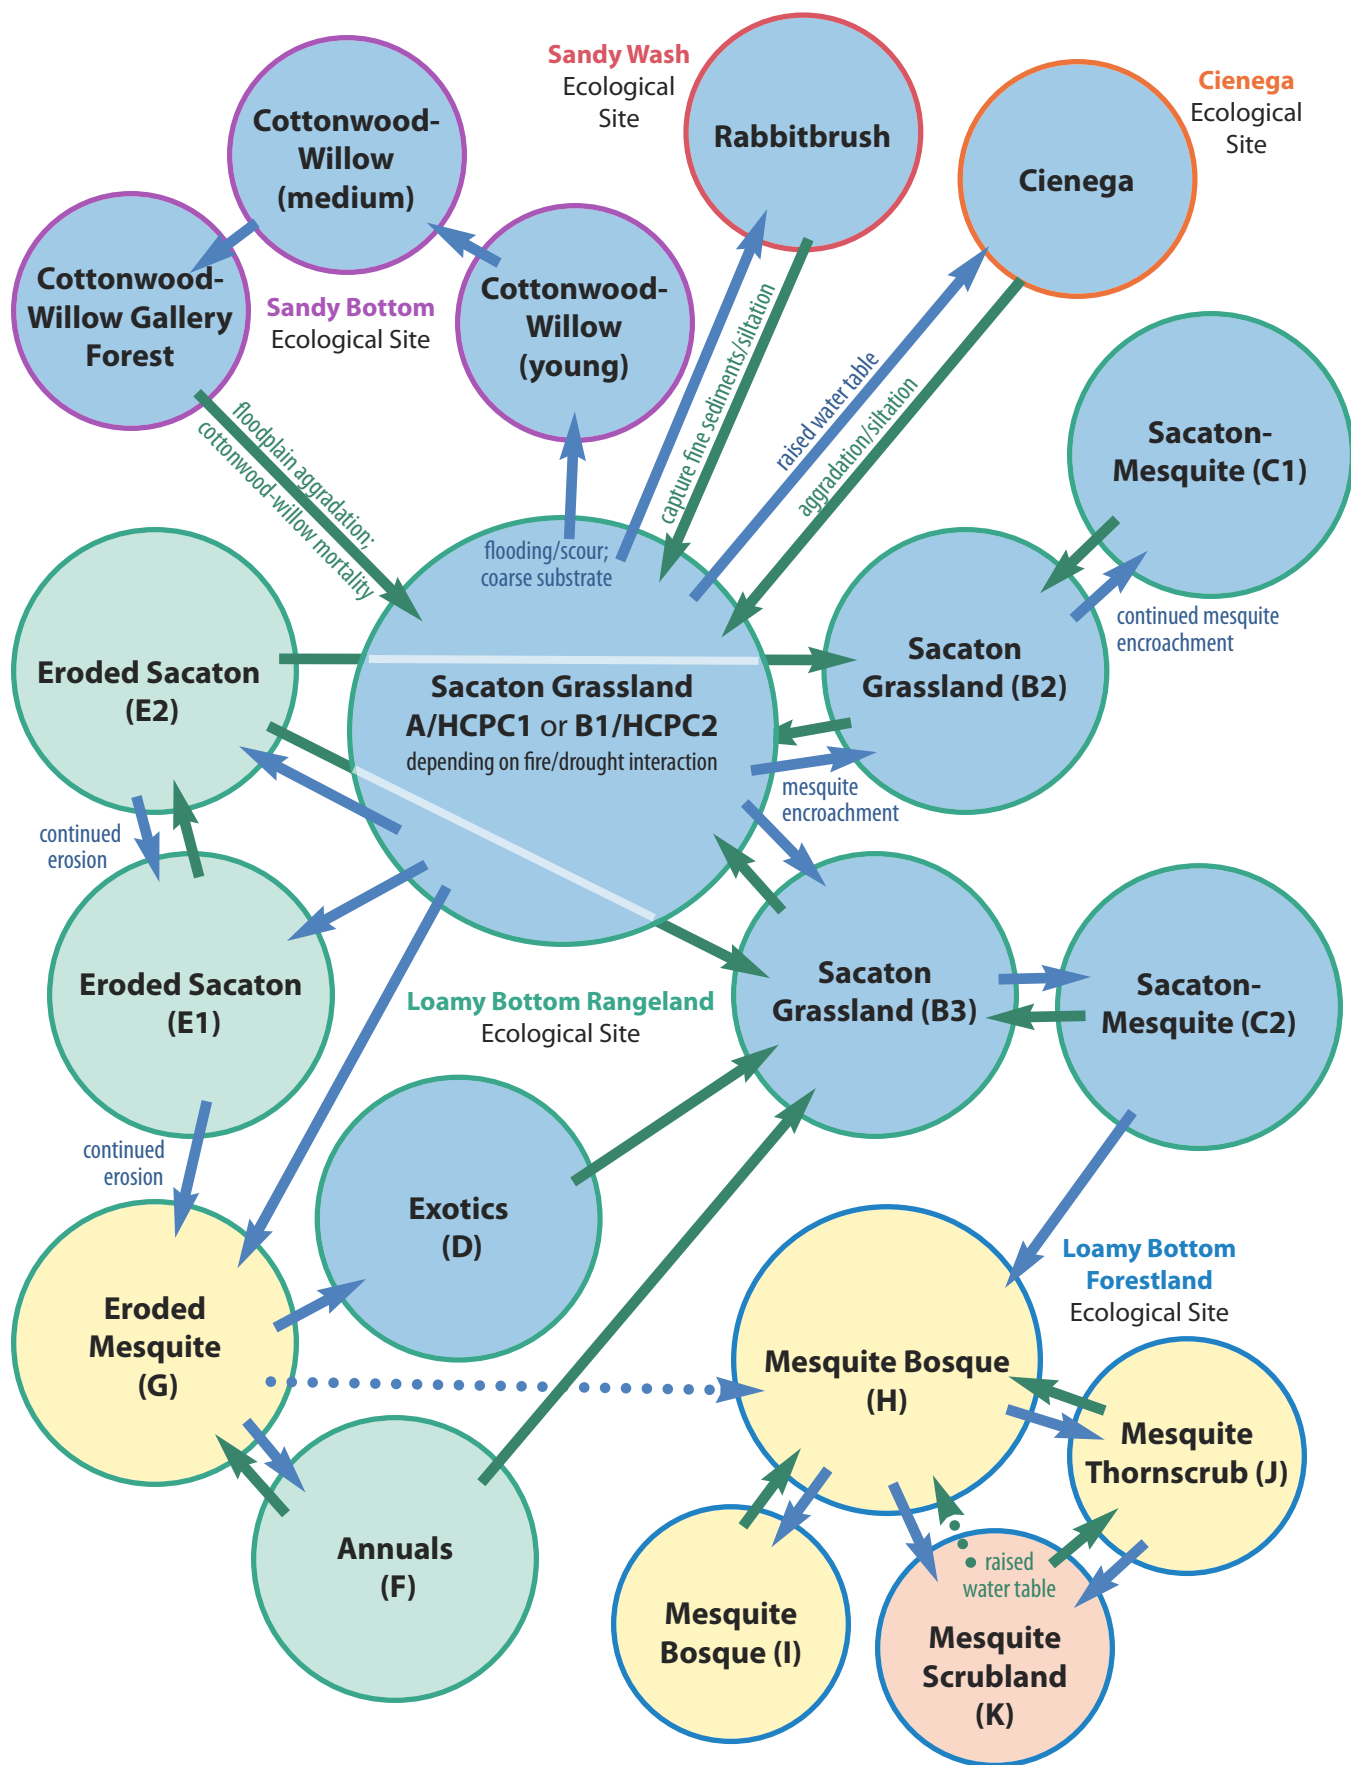 Sandy Wash
Ecological
Site
Rabbitbrush
Cienega
Ecological
Site
Cienega
Cottonwood-
Willow
(medium)
Cottonwood-
Willow Gallery
Forest
Sandy Bottom
Ecological Site
Cottonwood-
Willow
(young)
floodplain aggradation;
cottonwood-willow mortality
flooding/scour;
coarse substrate
capture fine sediments/siltation
raised water table
aggradation/siltation
Sacaton-
Mesquite (C1)
continued mesquite
encroachment
Eroded Sacaton
(E2)
Sacaton Grassland
A/HCPC1 or B1/HCPC2
depending on fire/drought interaction
Sacaton
Grassland (B2)
mesquite
encroachment
continued
erosion
Eroded Sacaton
(E1)
Loamy Bottom Rangeland
Ecological Site
Sacaton
Grassland (B3)
Sacaton-
Mesquite (C2)
continued
erosion
Exotics
(D)
Eroded
Mesquite
(G)
Loamy Bottom
Forestland
Ecological Site
Mesquite Bosque
(H)
Mesquite
Thornscrub (J)
Annuals
(F)
raised
water table
Mesquite
Bosque (I)
Mesquite
Scrubland
(K)